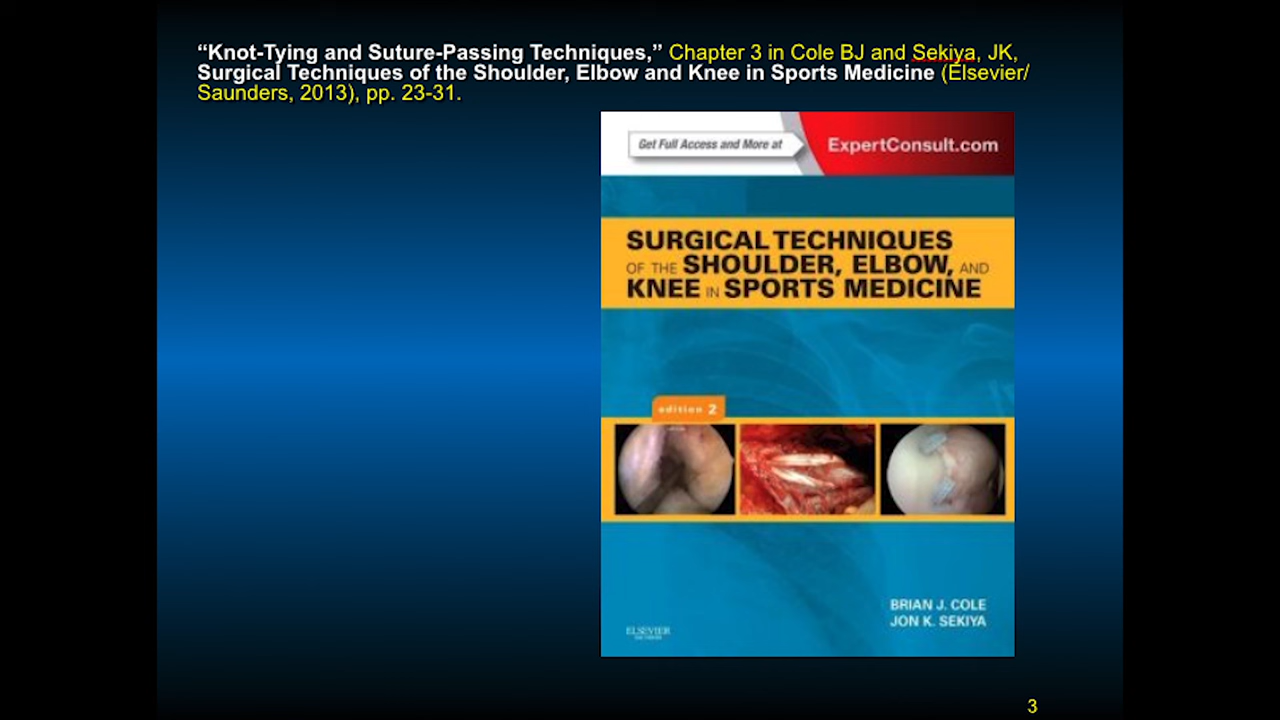 “Knot-Tying and Suture-Passing Techniques,” Chapter 3 in Cole BJ and Sekiya, JK,
Surgical Techniques of the Shoulder, Elbow and Knee in Sports Medicine (Elsevier/
Saunders, 2013), pp. 23-31.
Get Full Access and More at
ExpertConsult.com
SURGICAL TECHNIQUES
OF THE SHOULDER, ELBOW, AND
KNEE IN SPORTS MEDICINE
edition 2
BRIAN J. COLE
JON K. SEKIYA
ELSEVIER
3